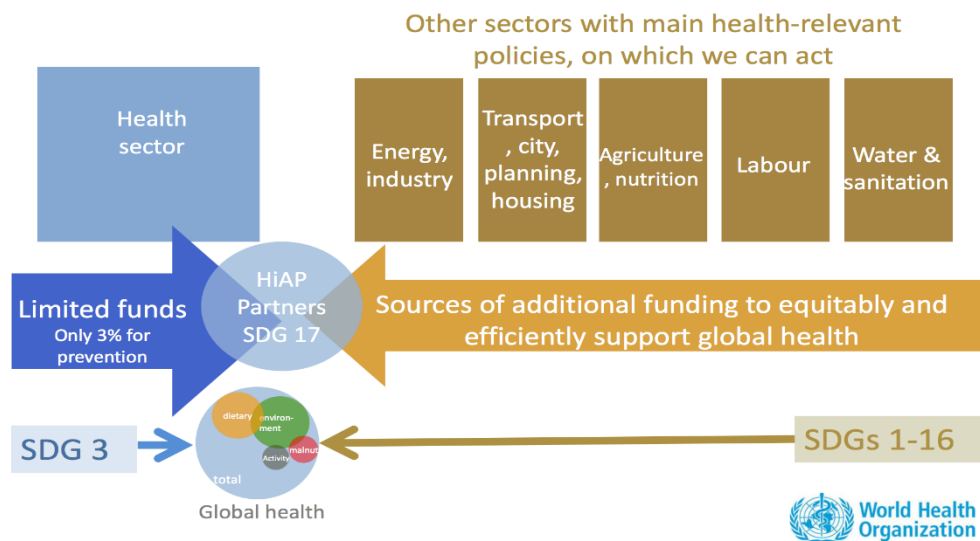 Other sectors with main health-relevant
policies, on which we can act
Health
sector
Energy,
industry
Transport
, city,
planning,
housing
Agriculture
, nutrition
Labour
Water &
sanitation
Limited funds
Only 3% for
prevention
HiAP
Partners
SDG 17
Sources of additional funding to equitably and
efficiently support global health
SDG 3
dietary
environ-
ment
malnut
Activity
total
Global health
SDGs 1-16
World Health
Organization